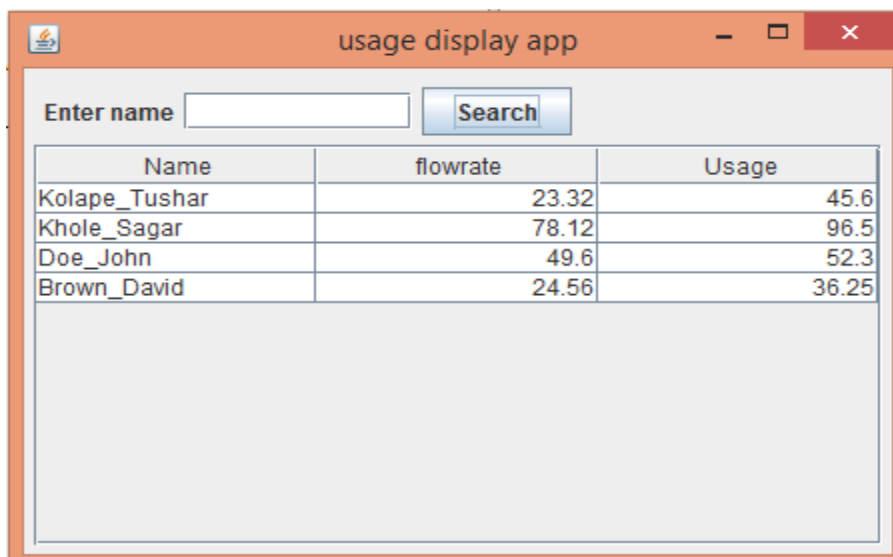 usage display app
Enter name Search
Name flowrate Usage
Kolape_Tushar 23.32 45.6
Khole_Sagar 78.12 96.5
Doe_John 49.6 52.3
Brown_David 24.56 36.25